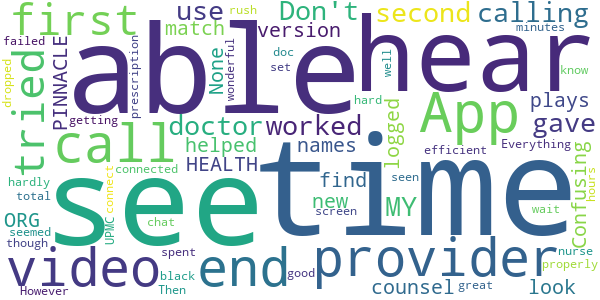 first
use
Don't
rush
second
calling
minutes
failed
tried
PINNACLE
able
match
None
wonderful
doc
set
version
hear
well
know
dropped
prescription
getting
call
doctor
worked
App
plays
gave
hard
helped
HEALTH
names
logged
efficient
Everything
hardly
total
see
connected
connect
find
time
new
screen
MY
seen
wait
Confusing
hours
ORG
seemed
though
UPMC
chat
video
spent
black
Then
end
good
provider
counsel
great
look
nurse
properly
However